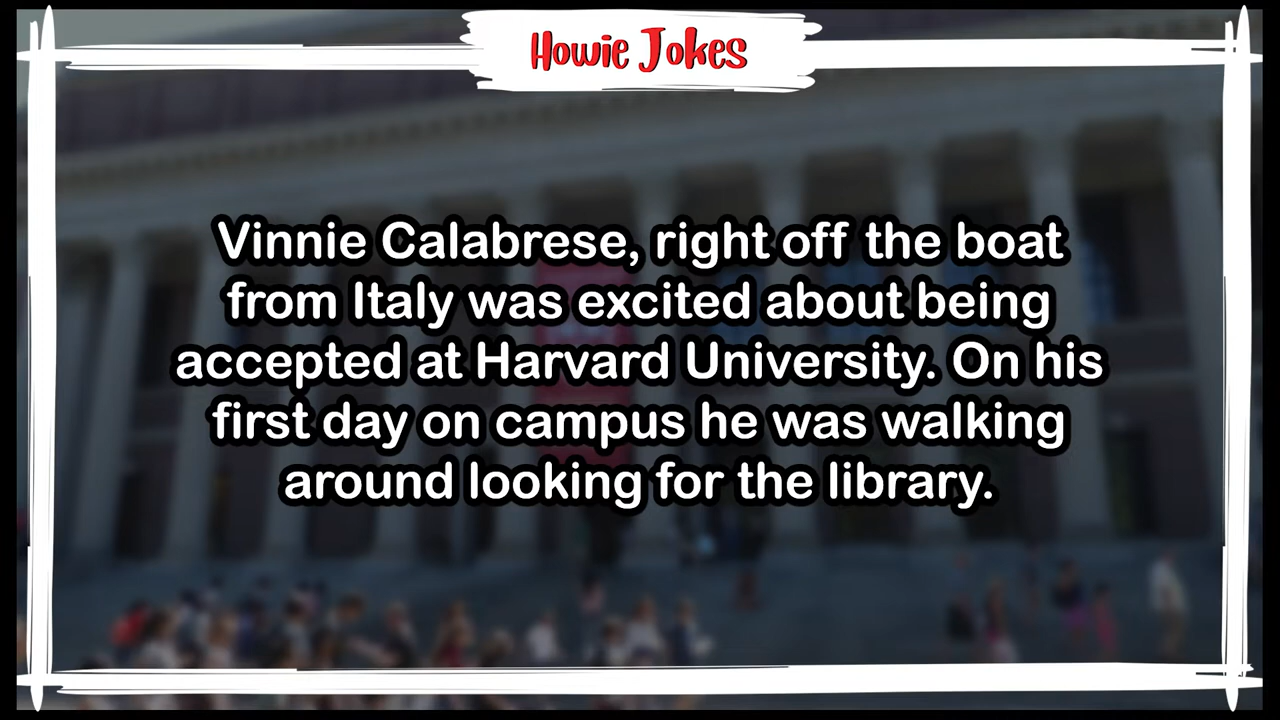 Howie Jokes
Vinnie Calabrese, right off the boat
from Italy was excited about being
accepted at Harvard University. On his
first day on campus he was walking
around looking for the library.